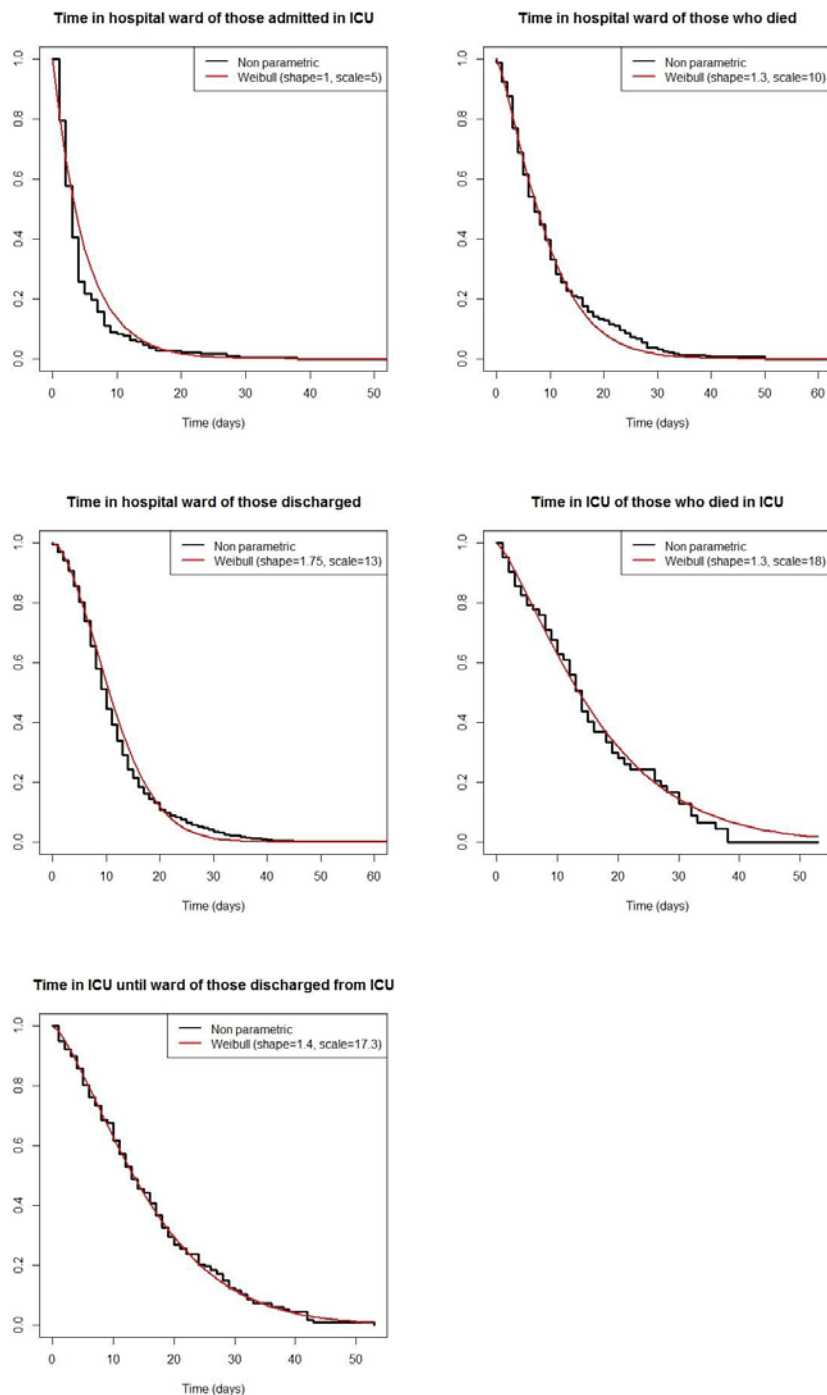 Time in hospital ward of those admitted in ICU
Non parametric
Weibull (shape=1, scale=5)
1.0
0.8
0.6
0.4
0.2
0.0
0 10 20 30 40 50
Time (days)
Time in hospital ward of those who died
Non parametric
Weibull (shape=1.3, scale=10)
1.0
0.8
0.6
0.4
0.2
0.0
0 10 20 30 40 50 60
Time (days)
Time in hospital ward of those discharged
Non parametric
Weibull (shape=1.75, scale=13)
1.0
0.8
0.6
0.4
0.2
0.0
0 10 20 30 40 50 60
Time (days)
Time in ICU of those who died in ICU
Non parametric
Weibull (shape=1.3, scale=18)
1.0
0.8
0.6
0.4
0.2
0.0
0 10 20 30 40 50
Time (days)
Time in ICU until ward of those discharged from ICU
Non parametric
Weibull (shape=1.4, scale=17.3)
1.0
0.8
0.6
0.4
0.2
0.0
0 10 20 30 40 50
Time (days)